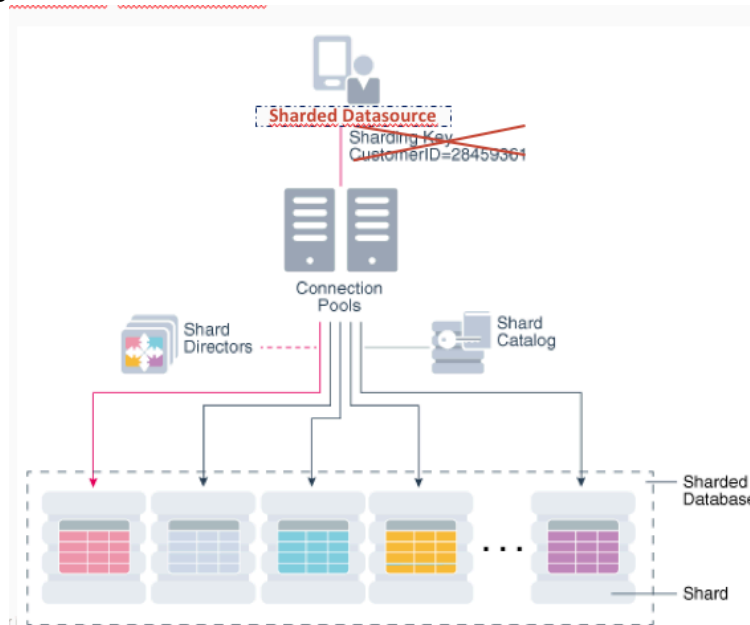 Sharded Datasource
Sharding Key
CustomerID=28459361
Connection
Pools
Shard
Directors
Shard
Catalog
...
Sharded
Database
Shard